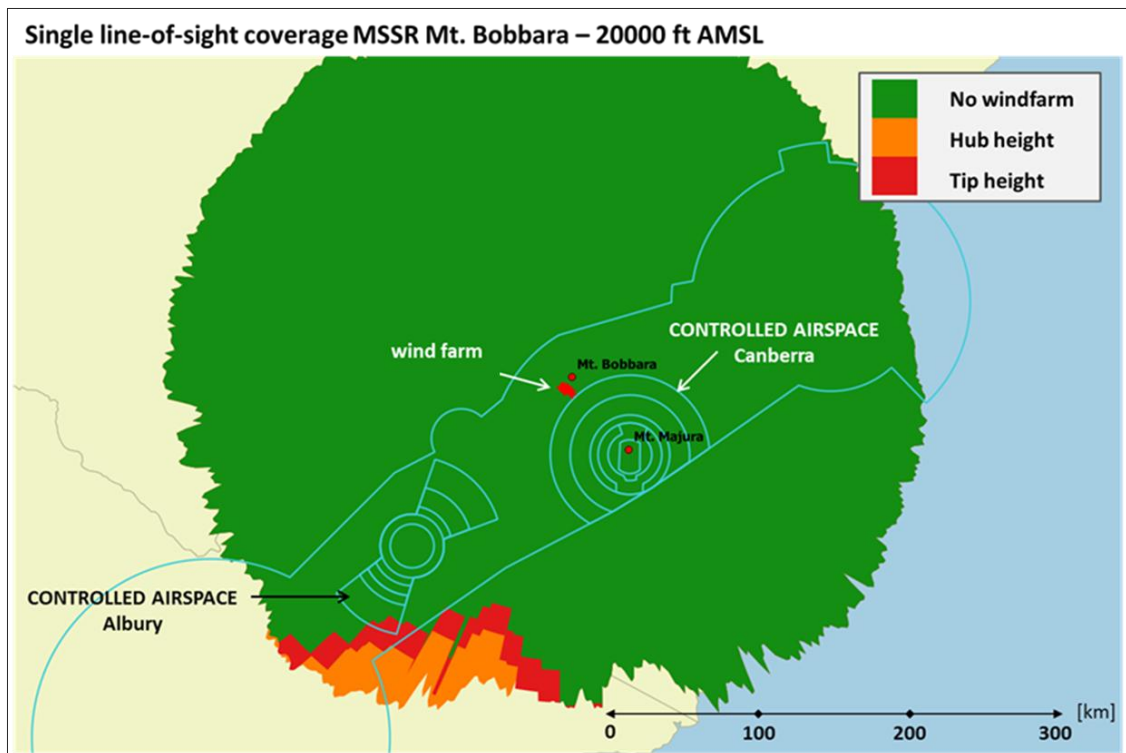 Single line-of-sight coverage MSSR Mt. Bobbara – 20000 ft AMSL
No windfarm
Hub height
Tip height
CONTROLLED AIRSPACE
Canberra
wind farm
Mt. Bobbara
Mt. Majura
CONTROLLED AIRSPACE
Albury
[km]
0 100 200 300